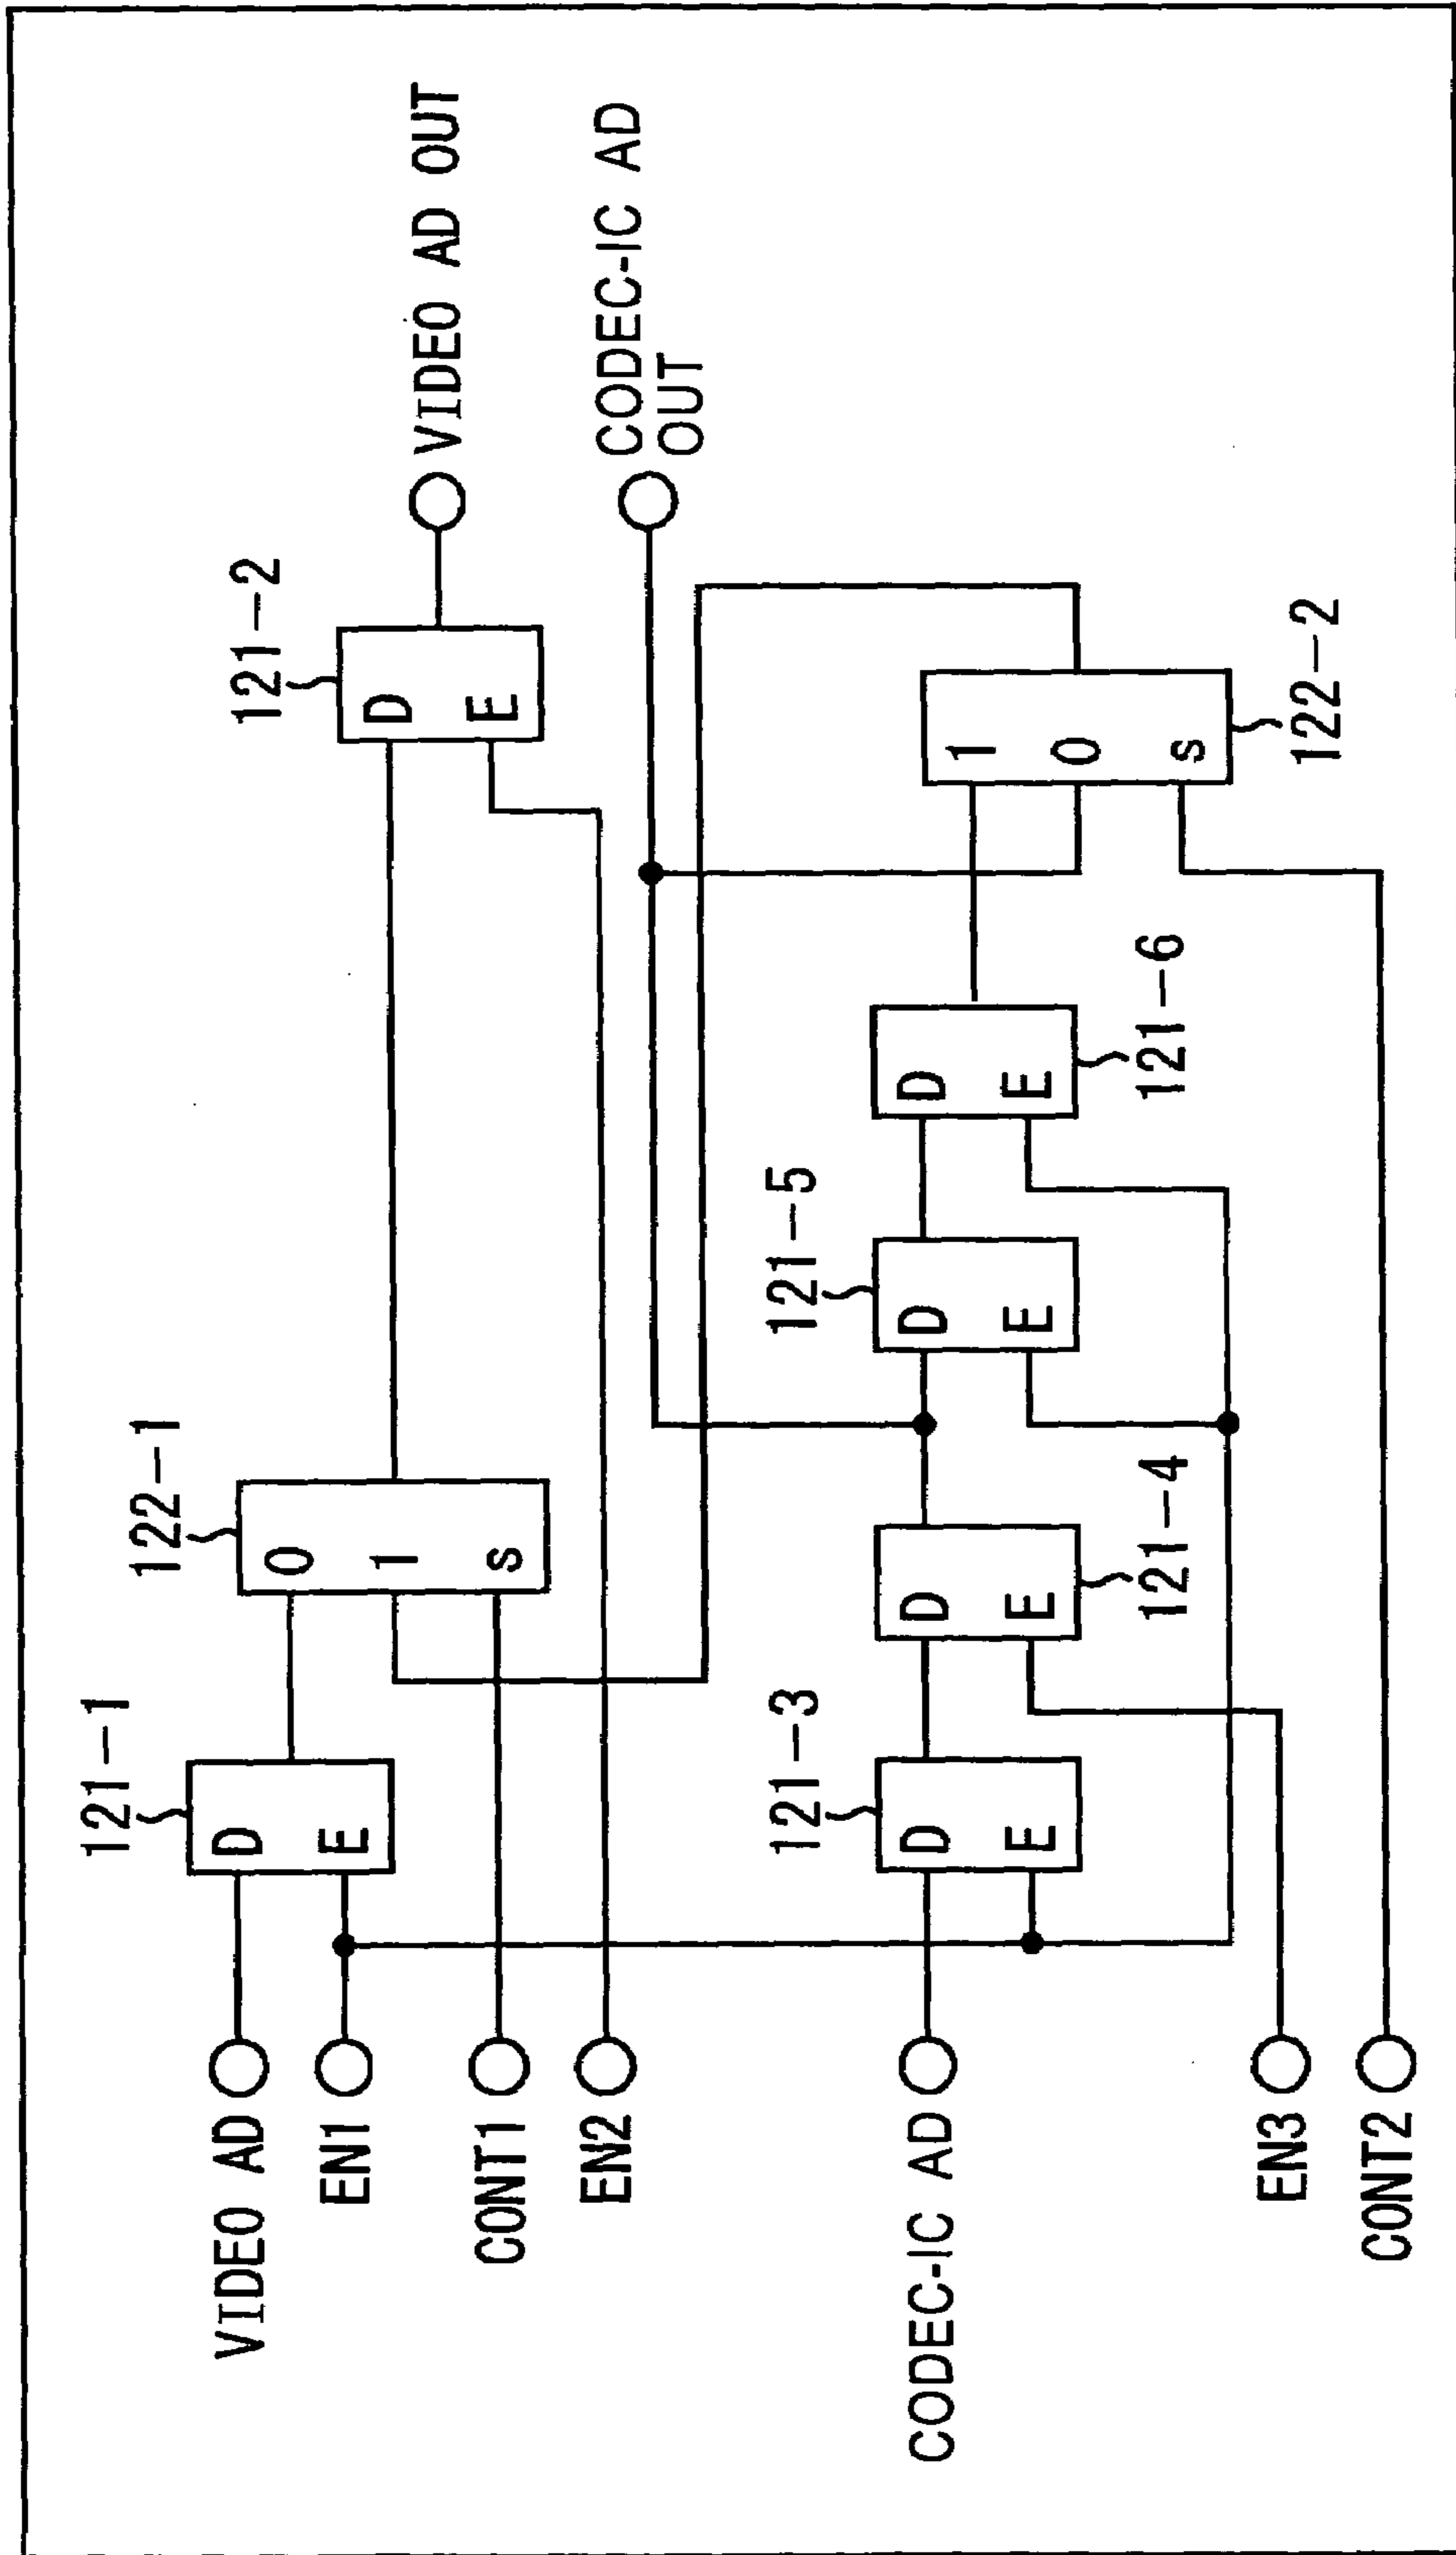 121-1
122-1
121-2
VIDEO AD
D
E
0
1
s
D
E
VIDEO AD OUT
EN1
CONT1
EN2
CODEC-IC AD
OUT
121-3
121-5
CODEC-IC AD
D
E
D
E
D
E
D
E
1
0
s
121-4
121-6
122-2
EN3
CONT2